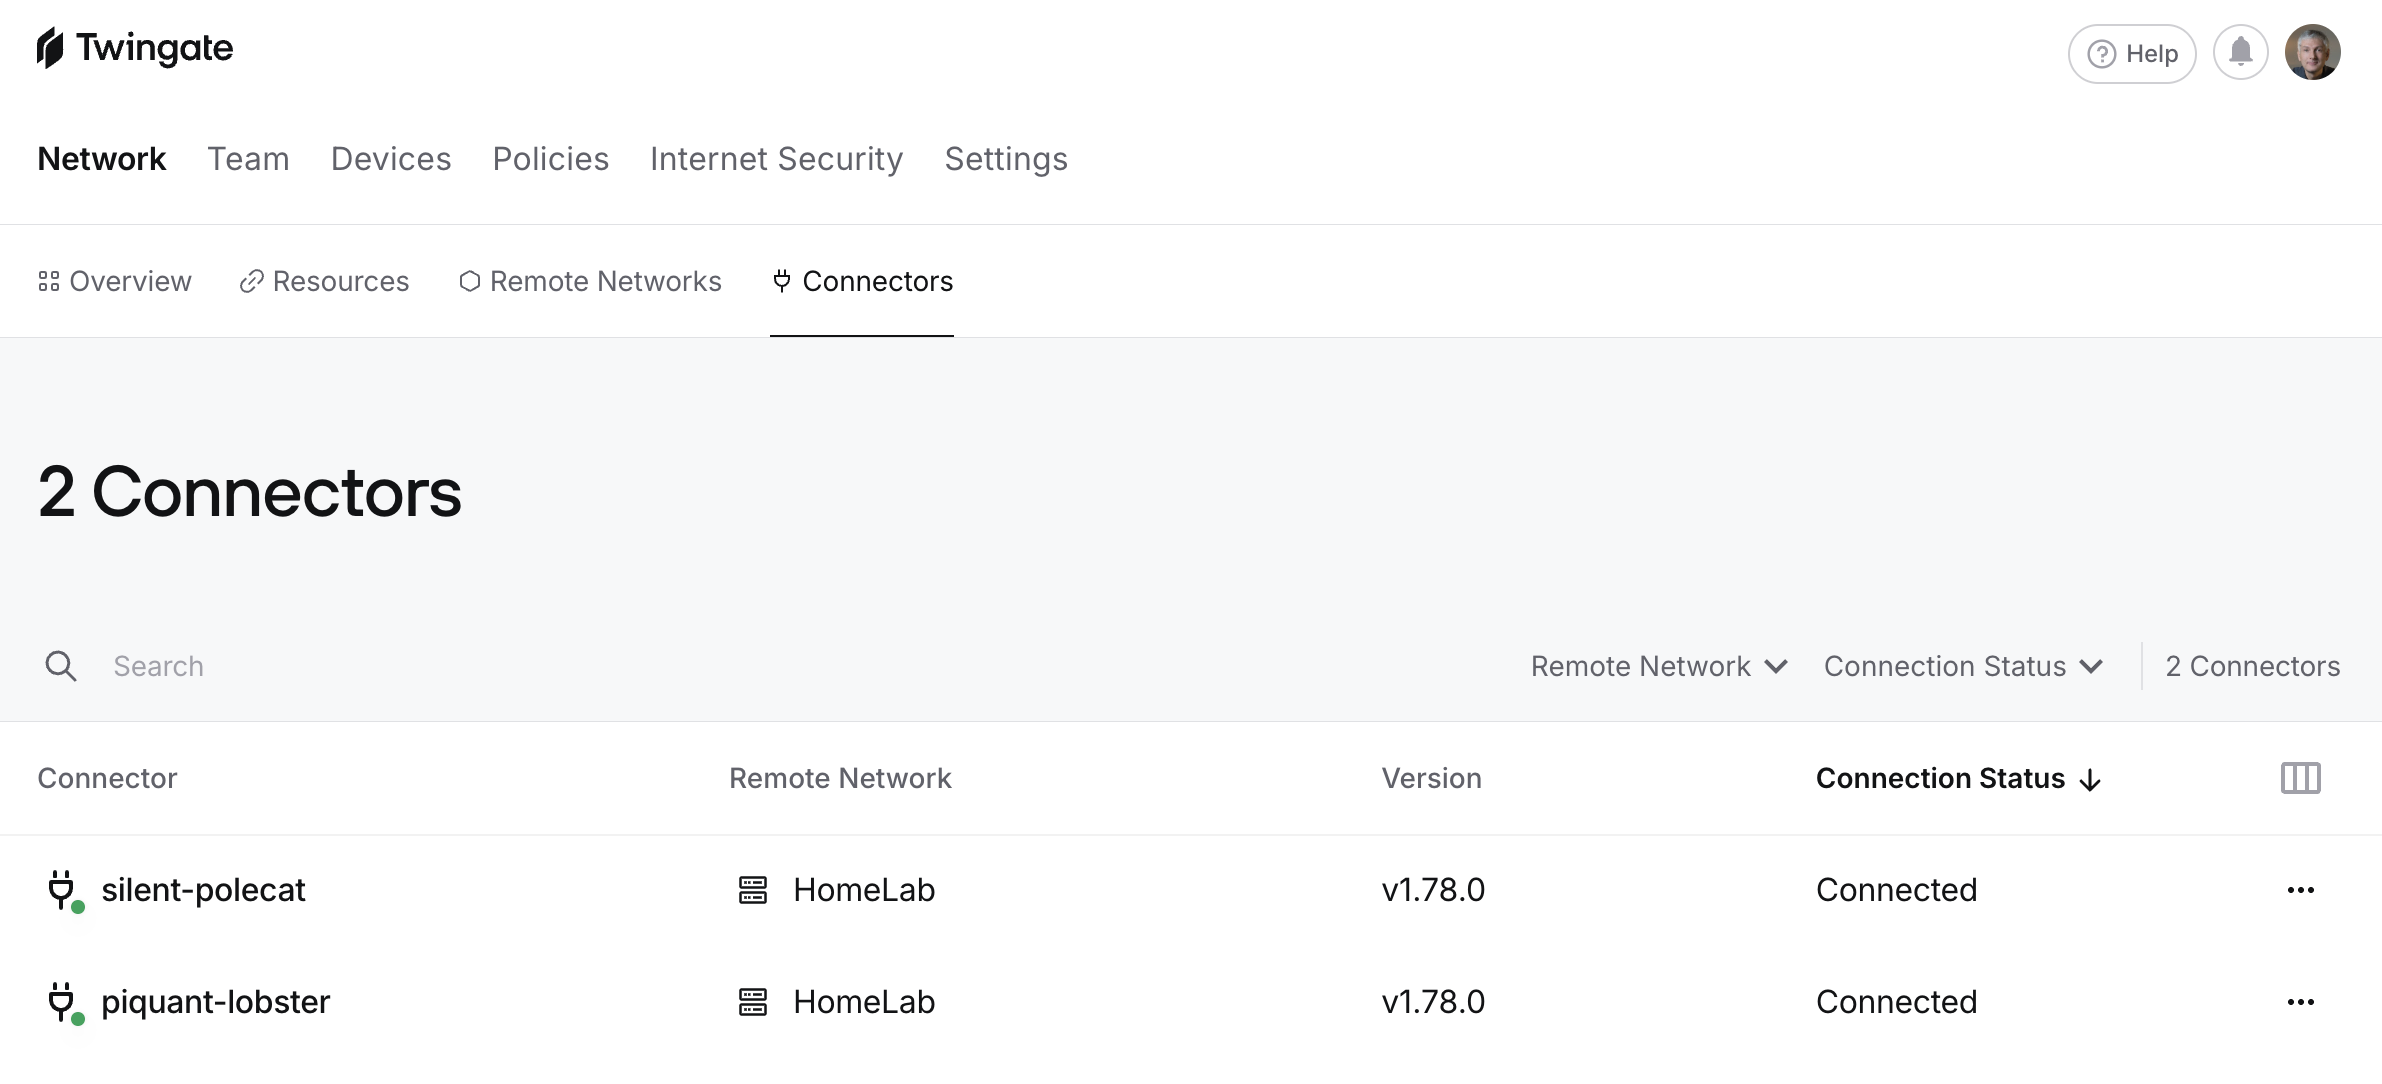 Twingate
Help
Network Team Devices Policies Internet Security Settings
Overview Resources Remote Networks Connectors
2 Connectors
Search Remote Network Connection Status 2 Connectors
Connector Remote Network Version Connection Status
silent-polecat HomeLab v1.78.0 Connected
piquant-lobster HomeLab v1.78.0 Connected